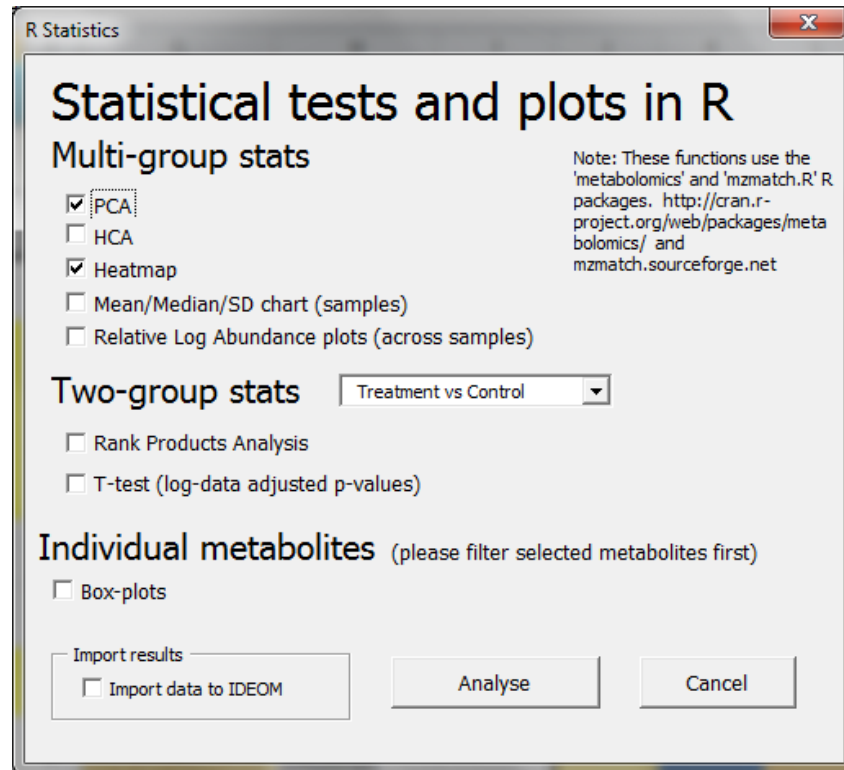 R Statistics
Statistical tests and plots in R
Multi-group stats
Note: These functions use the
'metabolomics' and 'mzmatch.R' R
packages.  http://cran.r-
project.org/web/packages/meta
bolomics/  and
mzmatch.sourceforge.net
PCA
HCA
Heatmap
Mean/Median/SD chart (samples)
Relative Log Abundance plots (across samples)
Two-group stats
Treatment vs Control
Rank Products Analysis
T-test (log-data adjusted p-values)
Individual metabolites (please filter selected metabolites first)
Box-plots
Import results
Import data to IDEOM
Analyse
Cancel